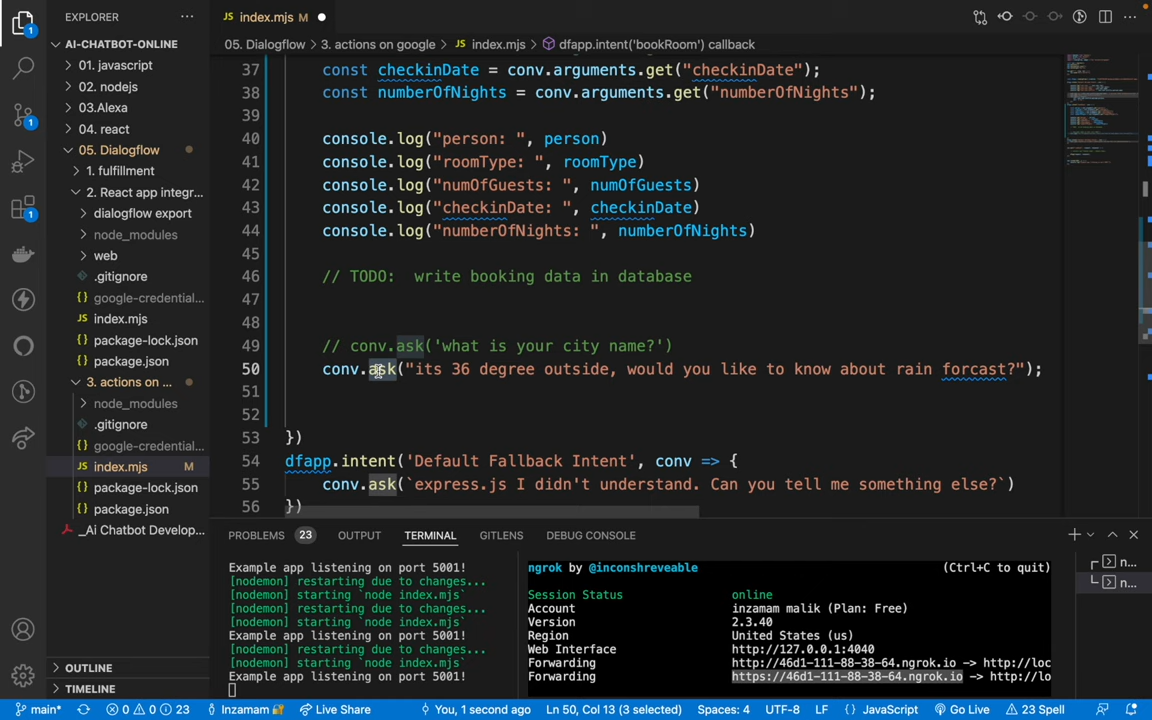 EXPLORER
AI-CHATBOT-ONLINE
01. javascript
02. nodejs
03.Alexa
04. react
05. Dialogflow
1. fulfillment
2. React app integr...
dialogflow export
node_modules
web
.gitignore
google-credential...
JS index.mjs
{} package-lock.json
{} package.json
3. actions on ...
node_modules
.gitignore
{} google-credential...
JS index.mjs M
{} package-lock.json
{} package.json
_Ai Chatbot Develop...
OUTLINE
TIMELINE
1
1
1
JS index.mjs M
05. Dialogflow > 3. actions on google > JS index.mjs > dfapp.intent('bookRoom') callback
37 const checkinDate = conv.arguments.get("checkinDate");
38 const numberOfNights = conv.arguments.get("numberOfNights");
39
40 console.log("person: ", person)
41 console.log("roomType: ", roomType)
42 console.log("numOfGuests: ", numOfGuests)
43 console.log("checkinDate: ", checkinDate)
44 console.log("numberOfNights: ", numberOfNights)
45
46 // TODO:  write booking data in database
47
48
49 // conv.ask('what is your city name?')
50 conv.ask("its 36 degree outside, would you like to know about rain forcast?");
51
52
53 })
54 dfapp.intent('Default Fallback Intent', conv => {
55 conv.ask(`express.js I didn't understand. Can you tell me something else?`)
56 })
PROBLEMS 23 OUTPUT TERMINAL GITLENS DEBUG CONSOLE
Example app listening on port 5001!
[nodemon] restarting due to changes...
[nodemon] starting `node index.mjs`
Example app listening on port 5001!
[nodemon] restarting due to changes...
[nodemon] starting `node index.mjs`
Example app listening on port 5001!
[nodemon] restarting due to changes...
[nodemon] starting `node index.mjs`
Example app listening on port 5001!
ngrok by @inconshreveable (Ctrl+C to quit)
Session Status online
Account inzamam malik (Plan: Free)
Version 2.3.40
Region United States (us)
Web Interface http://127.0.0.1:4040
Forwarding http://46d1-111-88-38-64.ngrok.io -> http://loc
Forwarding https://46d1-111-88-38-64.ngrok.io -> http://lo
n...
n...
main* 0 0 23 Inzamam Live Share You, 1 second ago Ln 50, Col 13 (3 selected) Spaces: 4 UTF-8 LF {} JavaScript Go Live 23 Spell